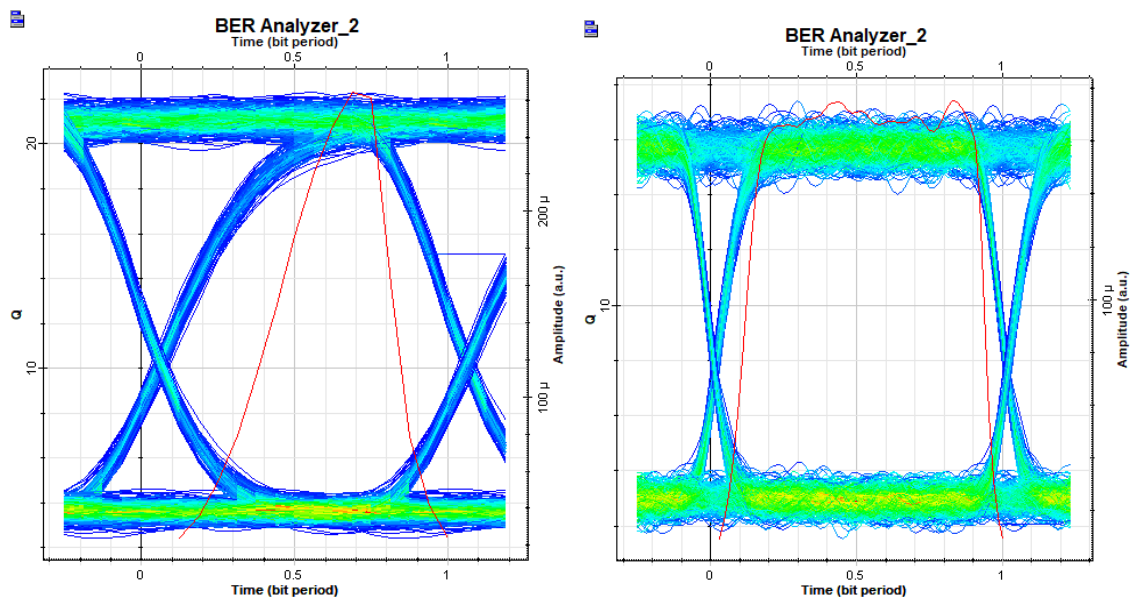 BER Analyzer_2
Time (bit period)
0 0.5 1
Q
20
10
0
200 µ
100 µ
Amplitude (a.u.)
0 0.5 1
Time (bit period)
BER Analyzer_2
Time (bit period)
0 0.5 1
Q
10
100 µ
Amplitude (a.u.)
0 0.5 1
Time (bit period)